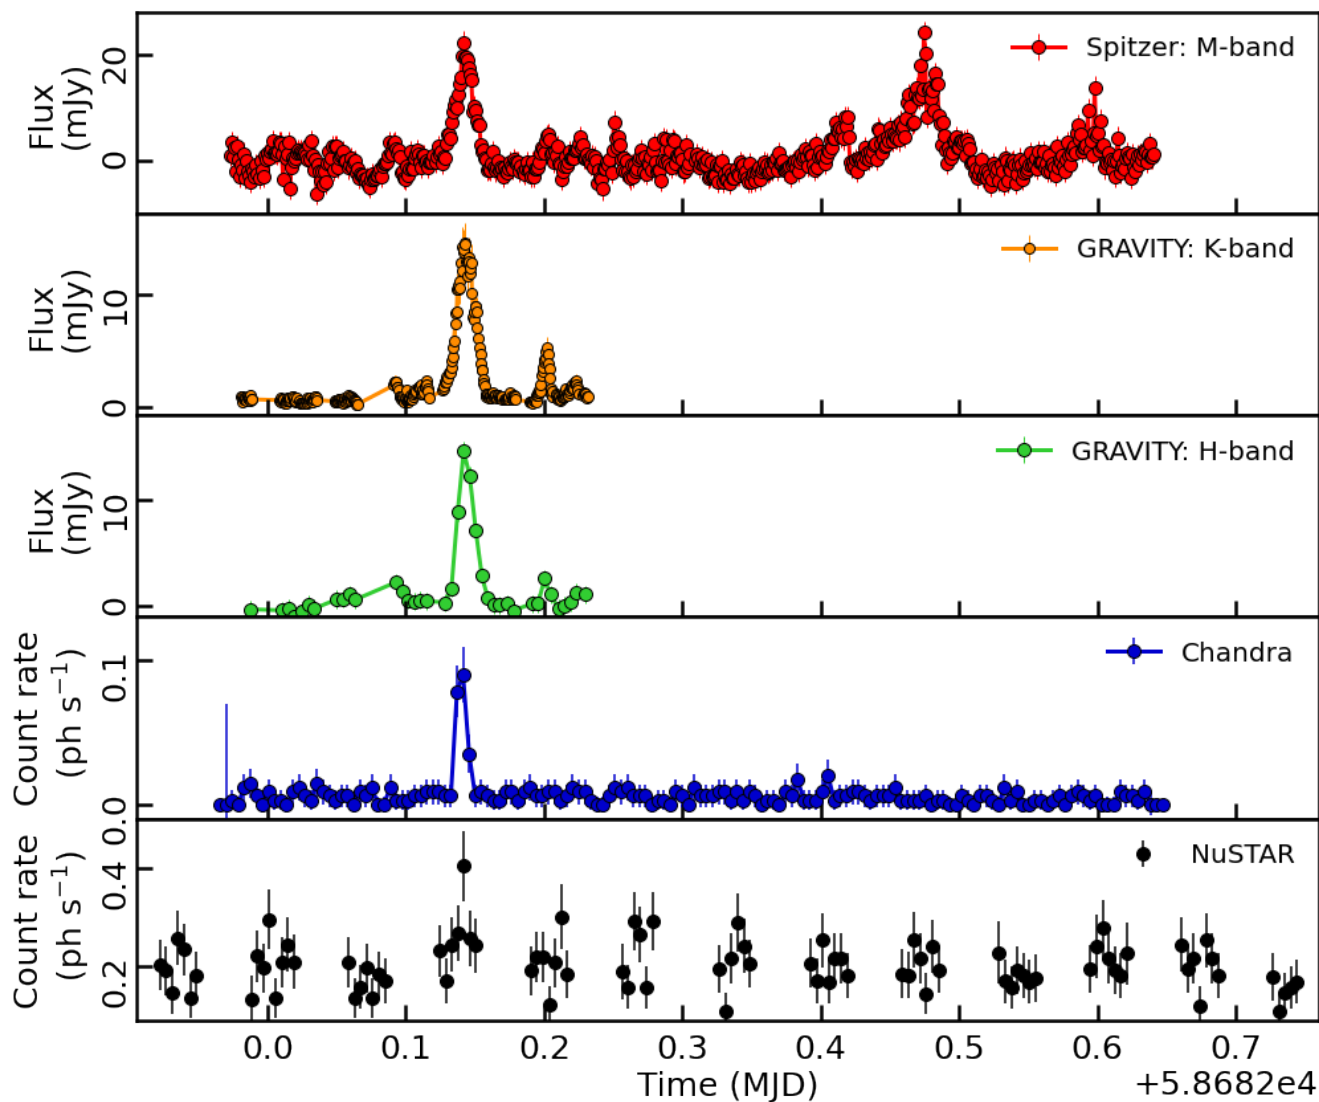 Flux
(mJy)
20
0
Spitzer: M-band
Flux
(mJy)
10
0
GRAVITY: K-band
Flux
(mJy)
10
0
GRAVITY: H-band
Count rate
(ph s⁻¹)
0.1
0.0
Chandra
Count rate
(ph s⁻¹)
0.4
0.2
NuSTAR
0.0 0.1 0.2 0.3 0.4 0.5 0.6 0.7
Time (MJD)
+5.8682e4